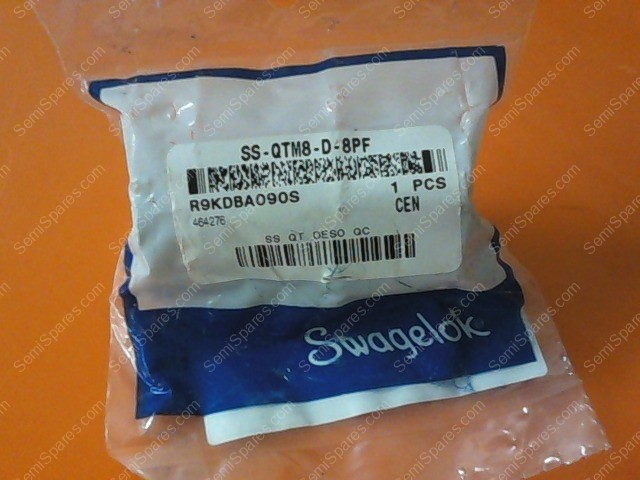 SS-QTM8-D-8PF
R9KDBA090S
1 PCS
464276
CEN
SS QT DESO QC
Swagelok
SemiSpares.com